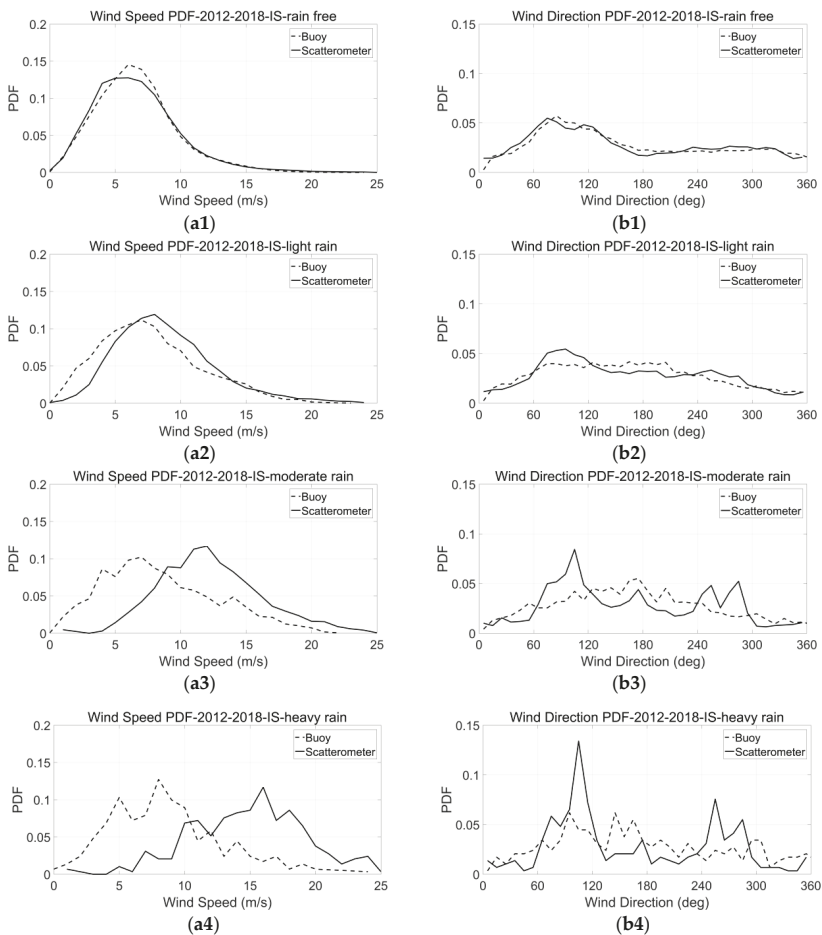 Wind Speed PDF-2012-2018-IS-rain free
0.2
0.15
0.1
0.05
0
PDF
Buoy
Scatterometer
0 5 10 15 20 25
Wind Speed (m/s)
(a1)
Wind Direction PDF-2012-2018-IS-rain free
0.15
0.1
0.05
0
PDF
Buoy
Scatterometer
0 60 120 180 240 300 360
Wind Direction (deg)
(b1)
Wind Speed PDF-2012-2018-IS-light rain
0.2
0.15
0.1
0.05
0
PDF
Buoy
Scatterometer
0 5 10 15 20 25
Wind Speed (m/s)
(a2)
Wind Direction PDF-2012-2018-IS-light rain
0.15
0.1
0.05
0
PDF
Buoy
Scatterometer
0 60 120 180 240 300 360
Wind Direction (deg)
(b2)
Wind Speed PDF-2012-2018-IS-moderate rain
0.2
0.15
0.1
0.05
0
PDF
Buoy
Scatterometer
0 5 10 15 20 25
Wind Speed (m/s)
(a3)
Wind Direction PDF-2012-2018-IS-moderate rain
0.15
0.1
0.05
0
PDF
Buoy
Scatterometer
0 60 120 180 240 300 360
Wind Direction (deg)
(b3)
Wind Speed PDF-2012-2018-IS-heavy rain
0.2
0.15
0.1
0.05
0
PDF
Buoy
Scatterometer
0 5 10 15 20 25
Wind Speed (m/s)
(a4)
Wind Direction PDF-2012-2018-IS-heavy rain
0.15
0.1
0.05
0
PDF
Buoy
Scatterometer
0 60 120 180 240 300 360
Wind Direction (deg)
(b4)